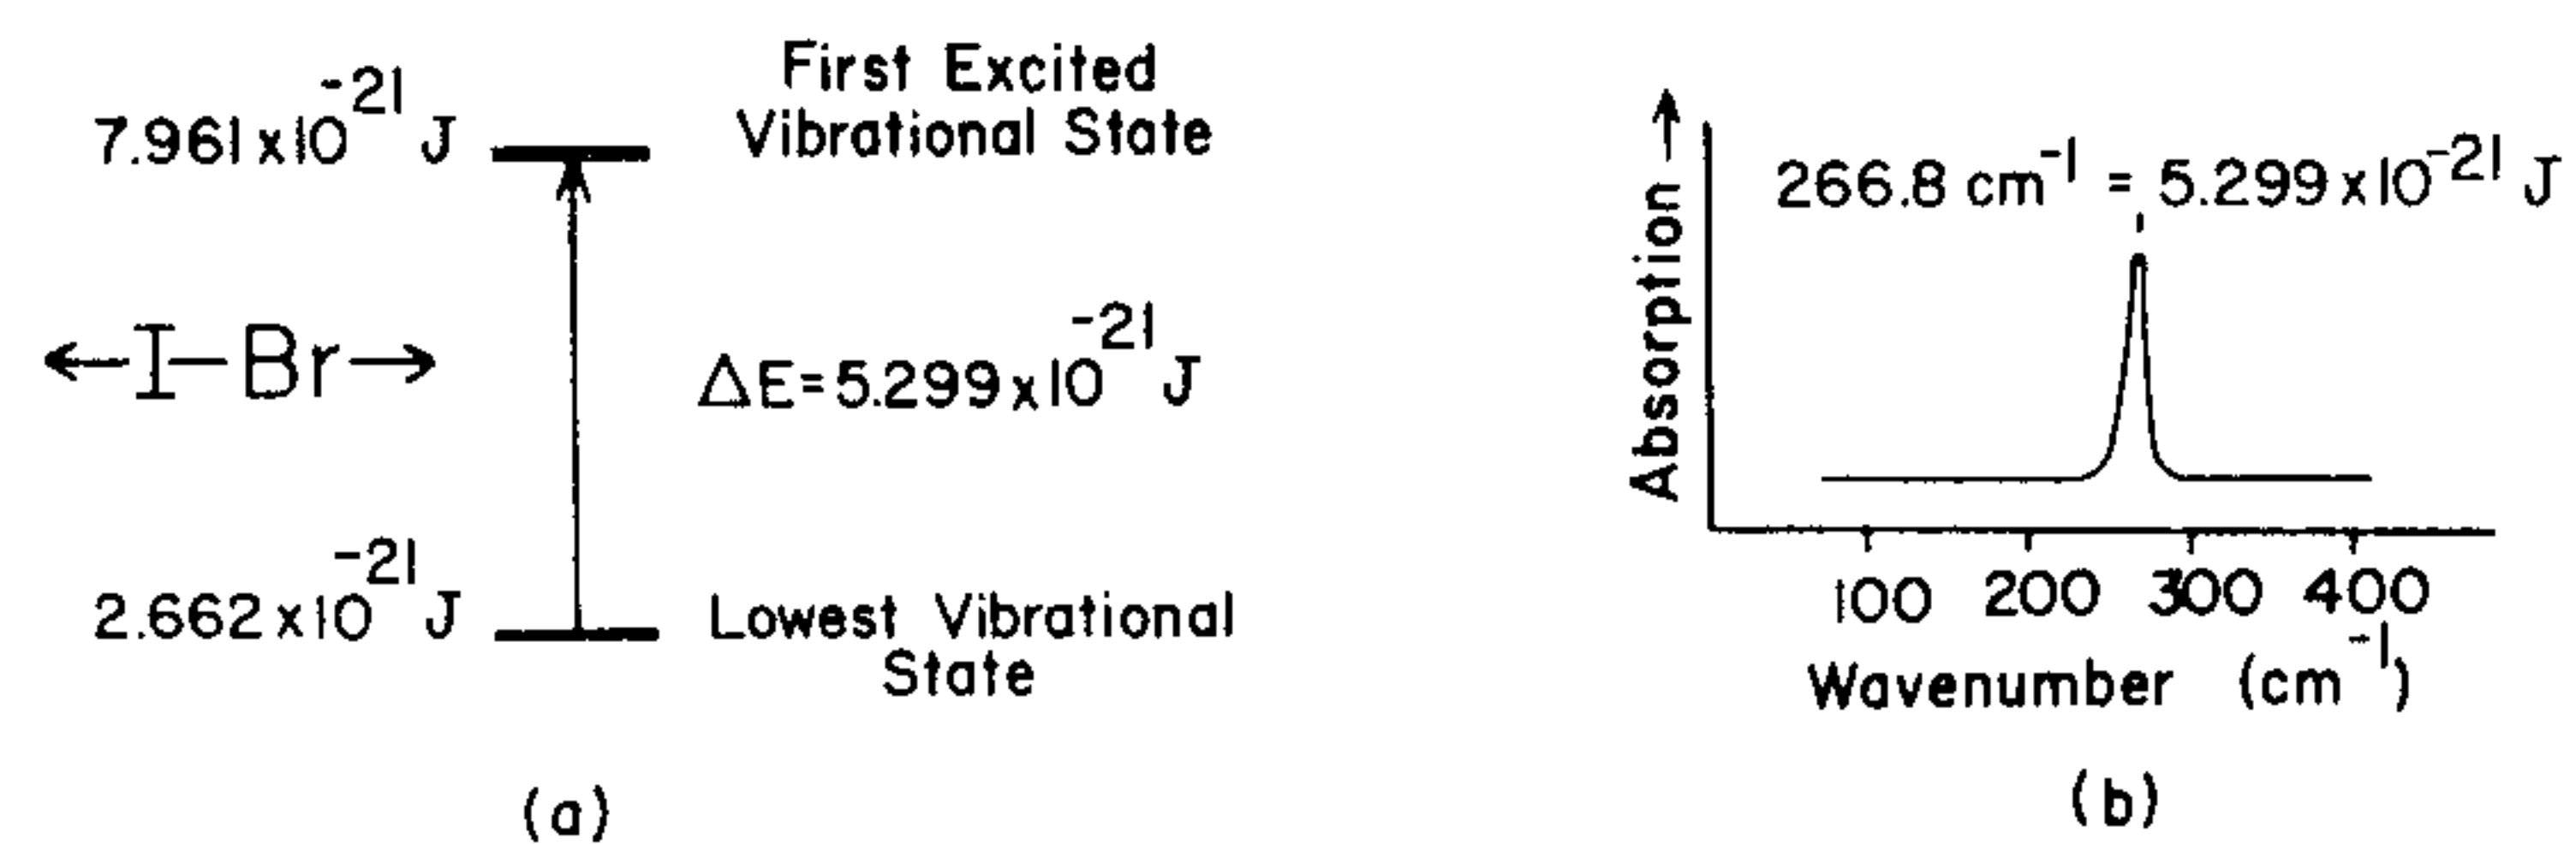 First Excited
Vibrational State
7.961 x 10⁻²¹ J
←I—Br→
ΔE = 5.299 x 10⁻²¹ J
2.662 x 10⁻²¹ J
Lowest Vibrational
State
(a)
Absorption →
266.8 cm⁻¹ = 5.299 x 10⁻²¹ J
100 200 300 400
Wavenumber (cm⁻¹)
(b)